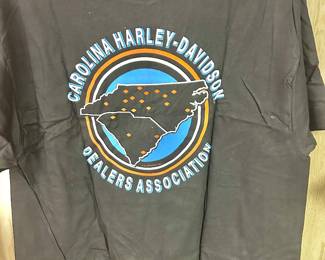 CAROLINA HARLEY-DAVIDSON
DEALERS ASSOCIATION